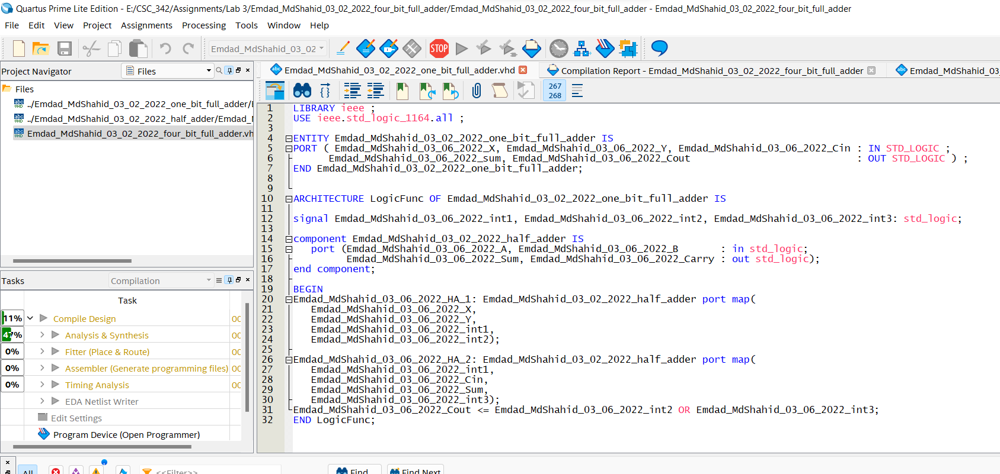 Quartus Prime Lite Edition - E:/CSC_342/Assignments/Lab 3/Emdad_MdShahid_03_02_2022_four_bit_full_adder/Emdad_MdShahid_03_02_2022_four_bit_full_adder - Emdad_MdShahid_03_02_2022_four_bit_full_adder
File Edit View Project Assignments Processing Tools Window Help
Emdad_MdShahid_03_02
STOP
Project Navigator
Files
Emdad_MdShahid_03_02_2022_one_bit_full_adder.vhd
Compilation Report - Emdad_MdShahid_03_02_2022_four_bit_full_adder
Emdad_MdShahid_03
267
268
Files
../Emdad_MdShahid_03_02_2022_one_bit_full_adder/
../Emdad_MdShahid_03_02_2022_half_adder/Emdad_
Emdad_MdShahid_03_02_2022_four_bit_full_adder.vh
1 LIBRARY ieee ;
2 USE ieee.std_logic_1164.all ;
3
4 ENTITY Emdad_MdShahid_03_02_2022_one_bit_full_adder IS
5 PORT ( Emdad_MdShahid_03_06_2022_X, Emdad_MdShahid_03_06_2022_Y, Emdad_MdShahid_03_06_2022_Cin : IN STD_LOGIC ;
6 Emdad_MdShahid_03_06_2022_sum, Emdad_MdShahid_03_06_2022_Cout : OUT STD_LOGIC ) ;
7 END Emdad_MdShahid_03_02_2022_one_bit_full_adder;
8
9
10 ARCHITECTURE LogicFunc OF Emdad_MdShahid_03_02_2022_one_bit_full_adder IS
11
12 signal Emdad_MdShahid_03_06_2022_int1, Emdad_MdShahid_03_06_2022_int2, Emdad_MdShahid_03_06_2022_int3: std_logic;
13
14 component Emdad_MdShahid_03_02_2022_half_adder IS
15 port (Emdad_MdShahid_03_06_2022_A, Emdad_MdShahid_03_06_2022_B : in std_logic;
16 Emdad_MdShahid_03_06_2022_Sum, Emdad_MdShahid_03_06_2022_Carry : out std_logic);
17 end component;
18
19 BEGIN
20 Emdad_MdShahid_03_06_2022_HA_1: Emdad_MdShahid_03_02_2022_half_adder port map(
21 Emdad_MdShahid_03_06_2022_X,
22 Emdad_MdShahid_03_06_2022_Y,
23 Emdad_MdShahid_03_06_2022_int1,
24 Emdad_MdShahid_03_06_2022_int2);
25
26 Emdad_MdShahid_03_06_2022_HA_2: Emdad_MdShahid_03_02_2022_half_adder port map(
27 Emdad_MdShahid_03_06_2022_int1,
28 Emdad_MdShahid_03_06_2022_Cin,
29 Emdad_MdShahid_03_06_2022_Sum,
30 Emdad_MdShahid_03_06_2022_int3);
31 Emdad_MdShahid_03_06_2022_Cout <= Emdad_MdShahid_03_06_2022_int2 OR Emdad_MdShahid_03_06_2022_int3;
32 END LogicFunc;
Tasks
Compilation
Task
11% Compile Design 00
47% Analysis & Synthesis 00
0% Fitter (Place & Route) 00
0% Assembler (Generate programming files) 00
0% Timing Analysis 00
EDA Netlist Writer
Edit Settings
Program Device (Open Programmer)
All
<<Filter>>
Find
Find Next